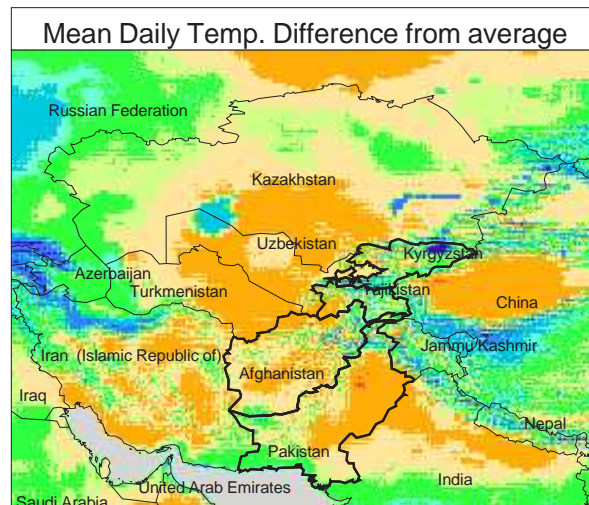 Mean Daily Temp. Difference from average
Russian Federation
Kazakhstan
Uzbekistan
Kyrgyzstan
Azerbaijan
Turkmenistan
Tajikistan
China
Iran (Islamic Republic of)
Jammu Kashmir
Afghanistan
Iraq
Nepal
Pakistan
India
United Arab Emirates
Saudi Arabia